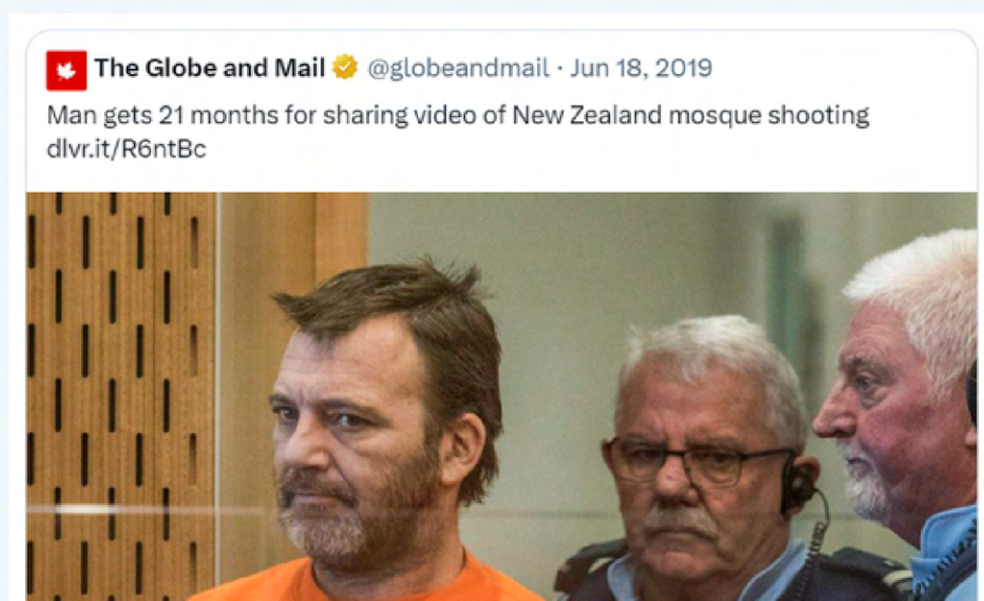 The Globe and Mail @globeandmail · Jun 18, 2019
Man gets 21 months for sharing video of New Zealand mosque shooting
dlvr.it/R6ntBc